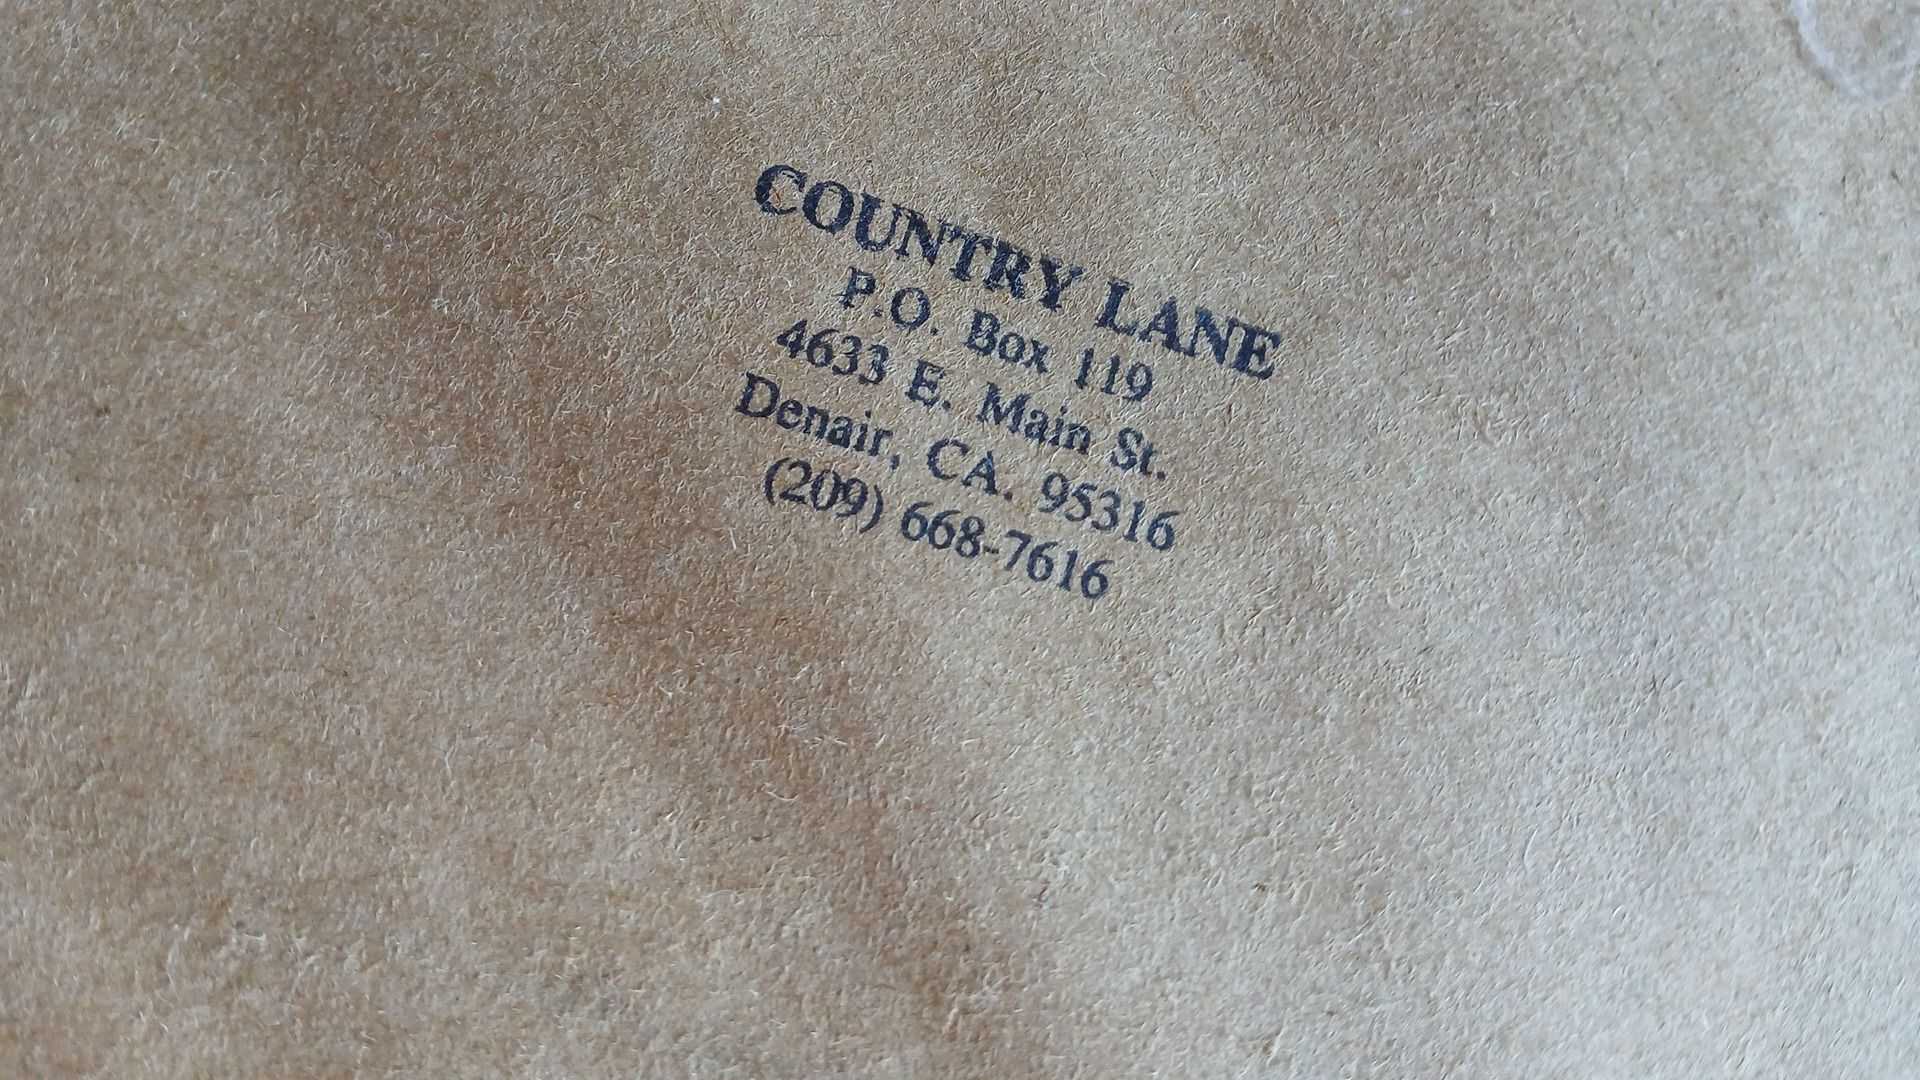 COUNTRY LANE
P.O. Box 119
4633 E. Main St.
Denair, CA. 95316
(209) 668-7616